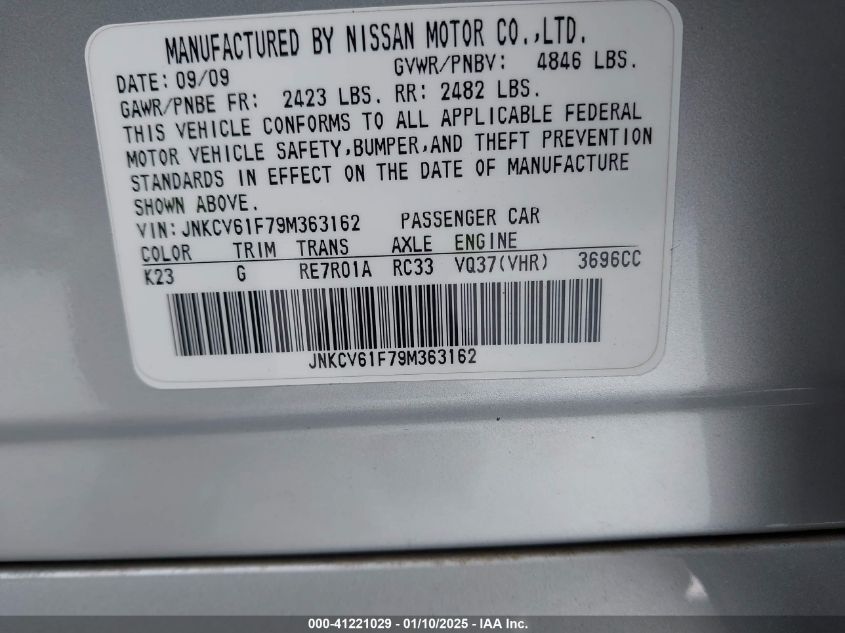 MANUFACTURED BY NISSAN MOTOR CO.,LTD.
DATE: 09/09 GVWR/PNBV: 4846 LBS.
GAWR/PNBE FR: 2423 LBS. RR: 2482 LBS.
THIS VEHICLE CONFORMS TO ALL APPLICABLE FEDERAL
MOTOR VEHICLE SAFETY,BUMPER,AND THEFT PREVENTION
STANDARDS IN EFFECT ON THE DATE OF MANUFACTURE
SHOWN ABOVE.
VIN: JNKCV61F79M363162 PASSENGER CAR
COLOR TRIM TRANS AXLE ENGINE
K23 G RE7R01A RC33 VQ37(VHR) 3696CC
JNKCV61F79M363162
000-41221029 - 01/10/2025 - IAA Inc.